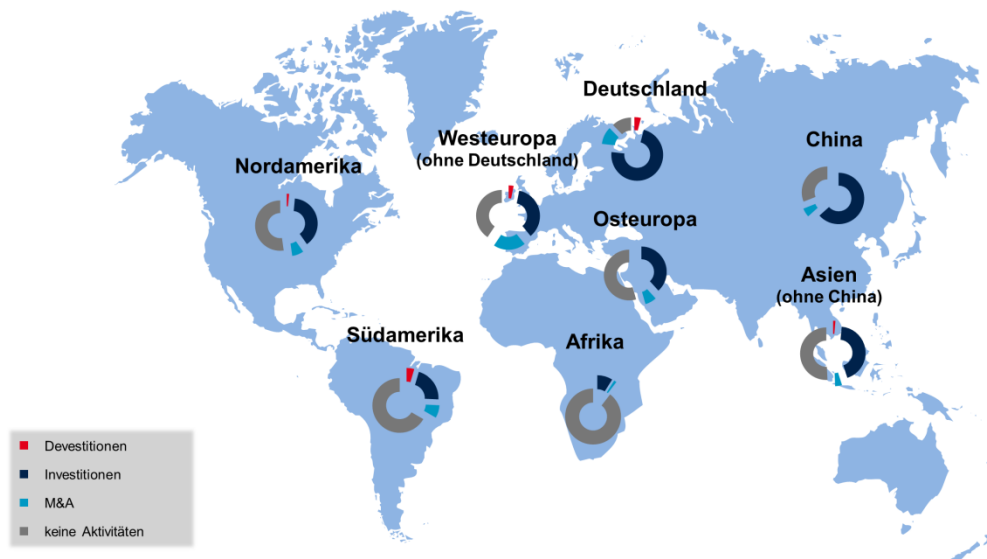 Deutschland
Westeuropa
(ohne Deutschland)
China
Nordamerika
Osteuropa
Asien
(ohne China)
Südamerika
Afrika
Devestitionen
Investitionen
M&A
keine Aktivitäten